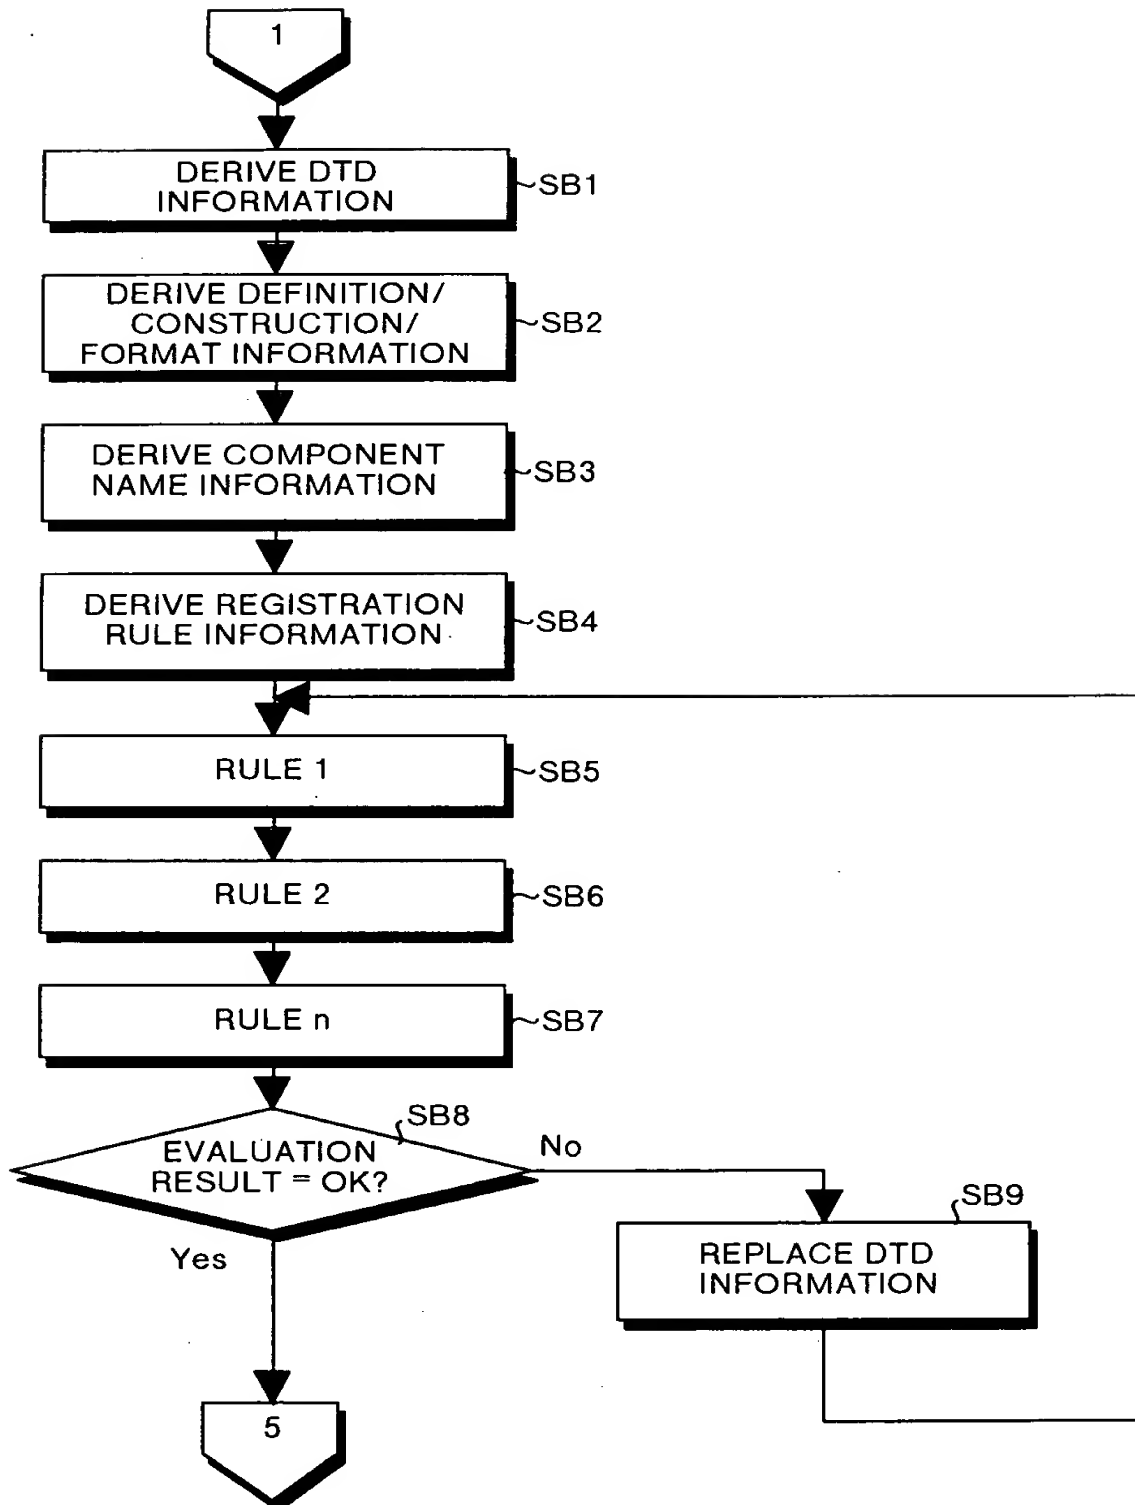 1
DERIVE DTD
INFORMATION
SB1
DERIVE DEFINITION/
CONSTRUCTION/
FORMAT INFORMATION
SB2
DERIVE COMPONENT
NAME INFORMATION
SB3
DERIVE REGISTRATION
RULE INFORMATION
SB4
RULE 1
SB5
RULE 2
SB6
RULE n
SB7
SB8
EVALUATION
RESULT = OK?
No
Yes
SB9
REPLACE DTD
INFORMATION
5